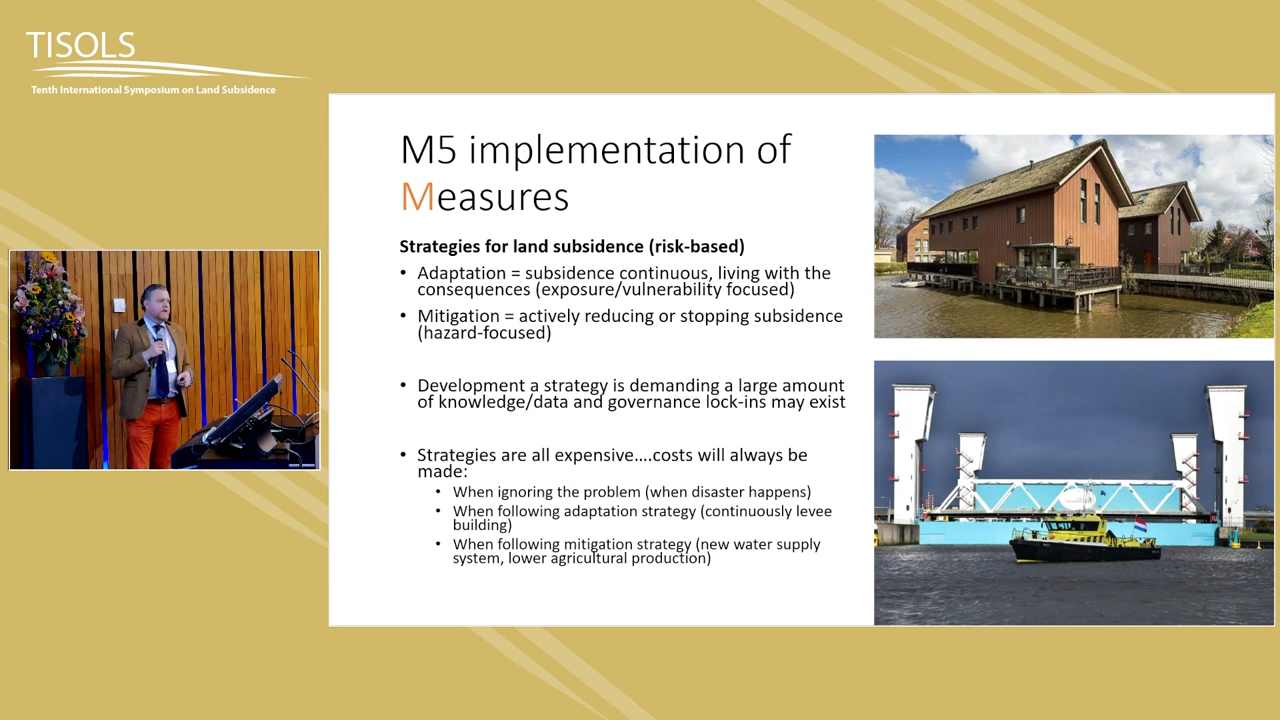 TISOLS
Tenth International Symposium on Land Subsidence
M5 implementation of
Measures
Strategies for land subsidence (risk-based)
• Adaptation = subsidence continuous, living with the
consequences (exposure/vulnerability focused)
• Mitigation = actively reducing or stopping subsidence
(hazard-focused)
• Development a strategy is demanding a large amount
of knowledge/data and governance lock-ins may exist
• Strategies are all expensive....costs will always be
made:
• When ignoring the problem (when disaster happens)
• When following adaptation strategy (continuously levee
building)
• When following mitigation strategy (new water supply
system, lower agricultural production)